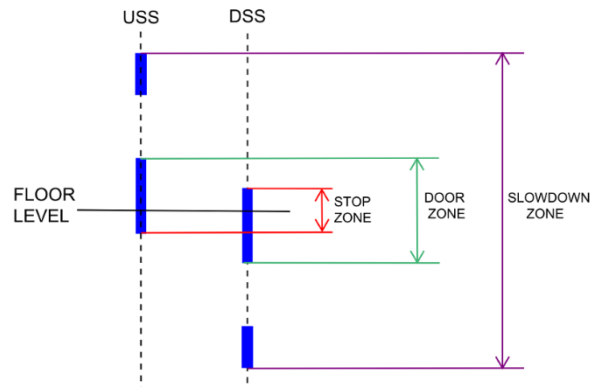 USS
DSS
FLOOR
LEVEL
STOP
ZONE
DOOR
ZONE
SLOWDOWN
ZONE